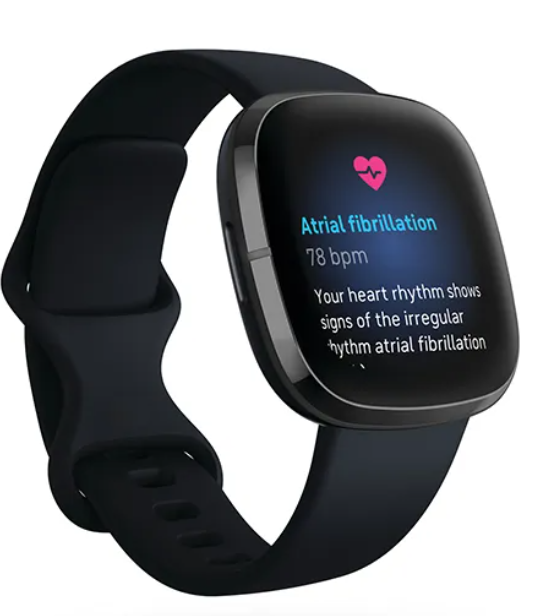 Atrial fibrillation
78 bpm
Your heart rhythm shows
signs of the irregular
rhythm atrial fibrillation